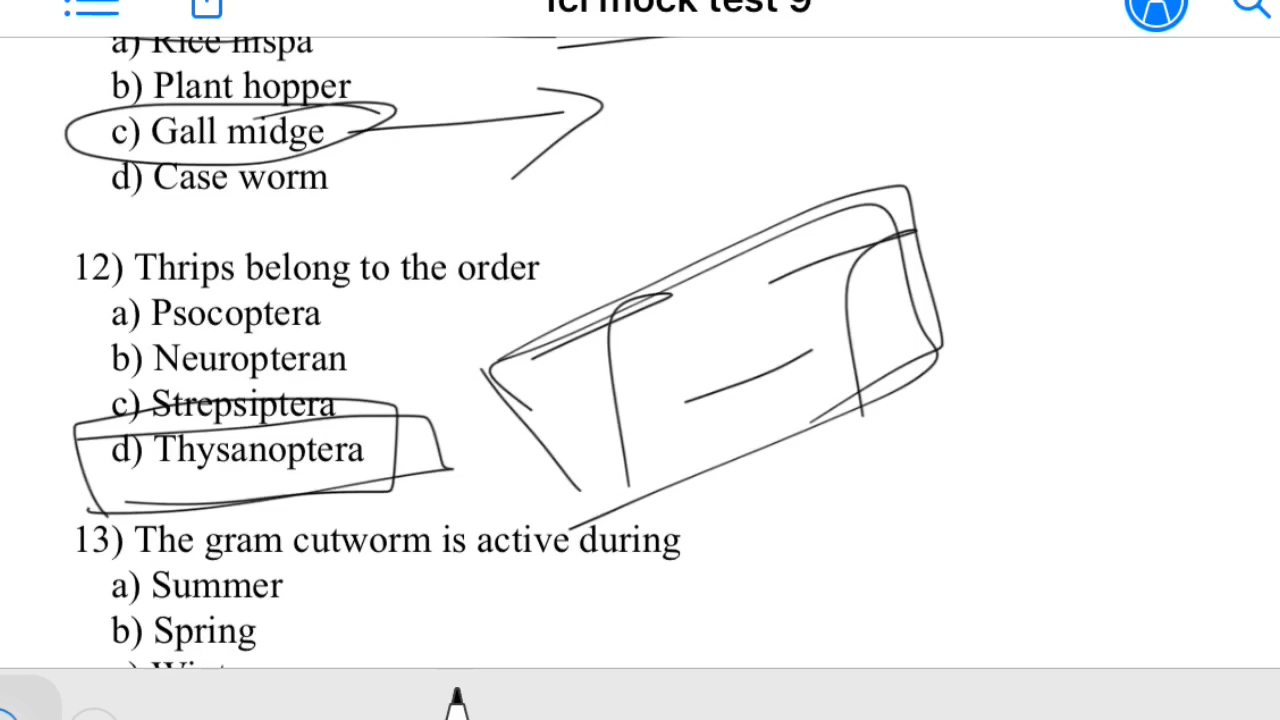 a) Rice hispa
b) Plant hopper
c) Gall midge
d) Case worm
12) Thrips belong to the order
a) Psocoptera
b) Neuropteran
c) Strepsiptera
d) Thysanoptera
13) The gram cutworm is active during
a) Summer
b) Spring